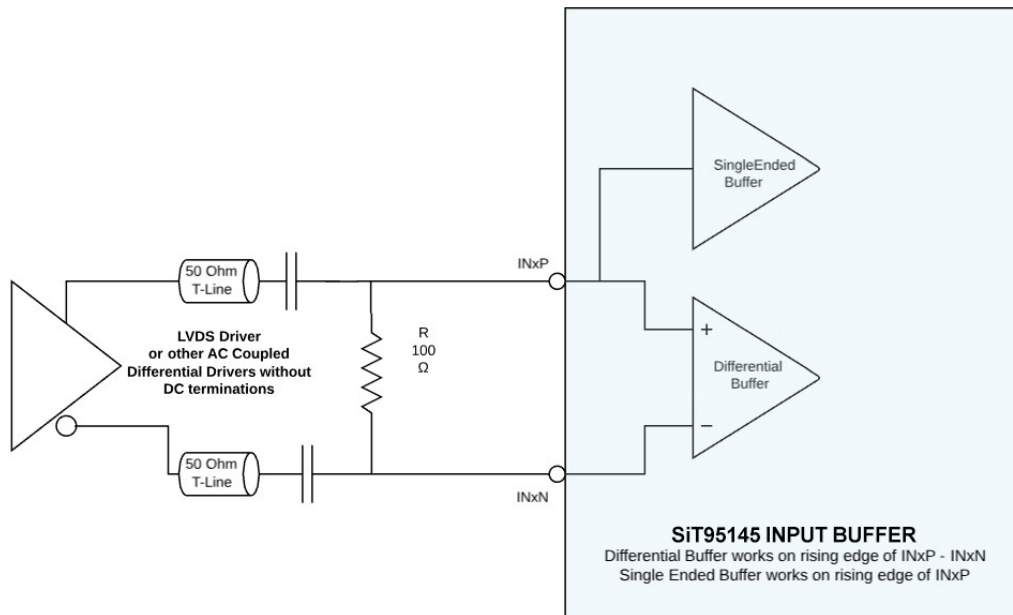 SingleEnded
Buffer
50 Ohm
T-Line
INxP
LVDS Driver
or other AC Coupled
Differential Drivers without
DC terminations
R
100
Ω
+
Differential
Buffer
−
50 Ohm
T-Line
INxN
SiT95145 INPUT BUFFER
Differential Buffer works on rising edge of INxP - INxN
Single Ended Buffer works on rising edge of INxP